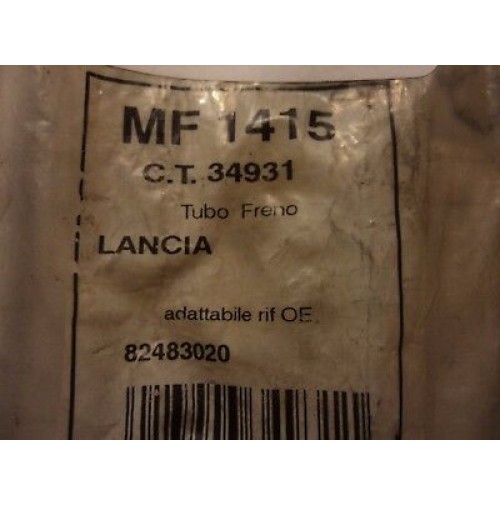 MF 1415
C.T. 34931
Tubo Freno
LANCIA
adattabile rif OE
82483020